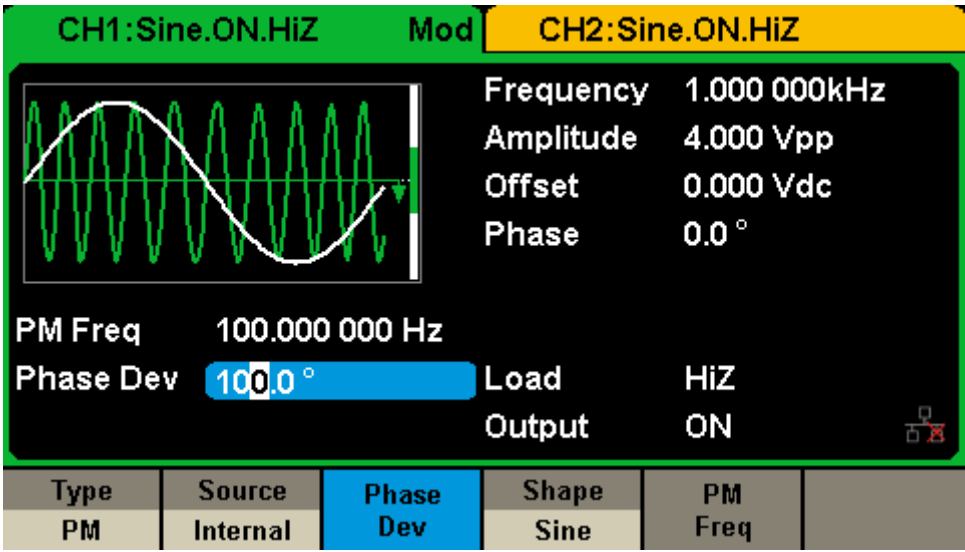 CH1:Sine.ON.HiZ Mod CH2:Sine.ON.HiZ
Frequency 1.000 000kHz
Amplitude 4.000 Vpp
Offset 0.000 Vdc
Phase 0.0 °
PM Freq 100.000 000 Hz
Phase Dev 100.0 °
Load HiZ
Output ON
Type Source Phase Dev Shape PM Freq
PM Internal Sine